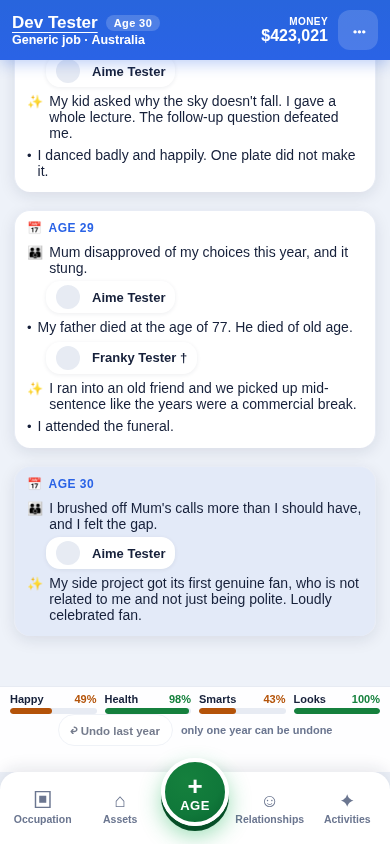 Dev Tester Age 30
Generic job · Australia
MONEY
$423,021
Aime Tester
My kid asked why the sky doesn't fall. I gave a
whole lecture. The follow-up question defeated
me.
• I danced badly and happily. One plate did not make
it.
AGE 29
Mum disapproved of my choices this year, and it
stung.
Aime Tester
• My father died at the age of 77. He died of old age.
Franky Tester †
I ran into an old friend and we picked up mid-
sentence like the years were a commercial break.
• I attended the funeral.
AGE 30
I brushed off Mum's calls more than I should have,
and I felt the gap.
Aime Tester
My side project got its first genuine fan, who is not
related to me and not just being polite. Loudly
celebrated fan.
Happy 49% Health 98% Smarts 43% Looks 100%
Undo last year only one year can be undone
+
AGE
Occupation Assets Relationships Activities